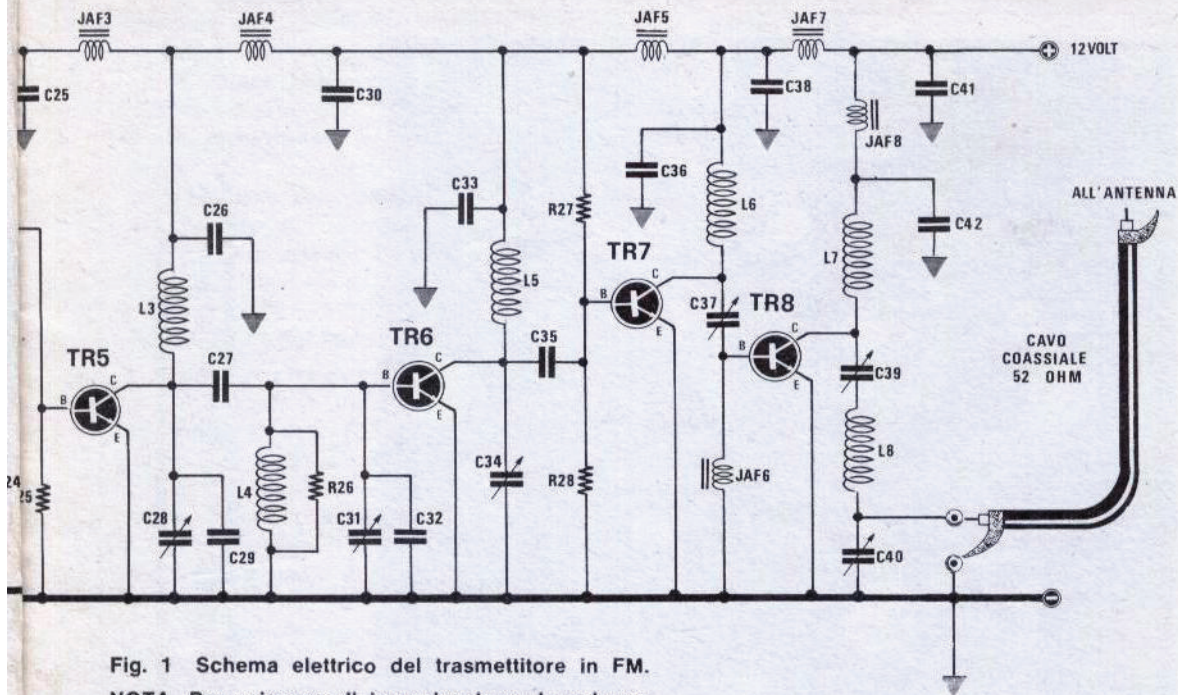 JAF3
JAF4
JAF5
JAF7
12 VOLT
C25
C30
C38
C41
JAF8
C36
ALL'ANTENNA
C33
R27
L6
C26
C42
L5
TR7
L7
L3
C
B
E
C37
TR8
TR6
C35
C
B
E
CAVO
COASSIALE
52 OHM
TR5
C27
C
B
E
C39
C
B
E
L8
C34
L4
R26
R28
JAF6
24
25
C28
C31
C32
C29
C40
Fig. 1 Schema elettrico del trasmettitore in FM.